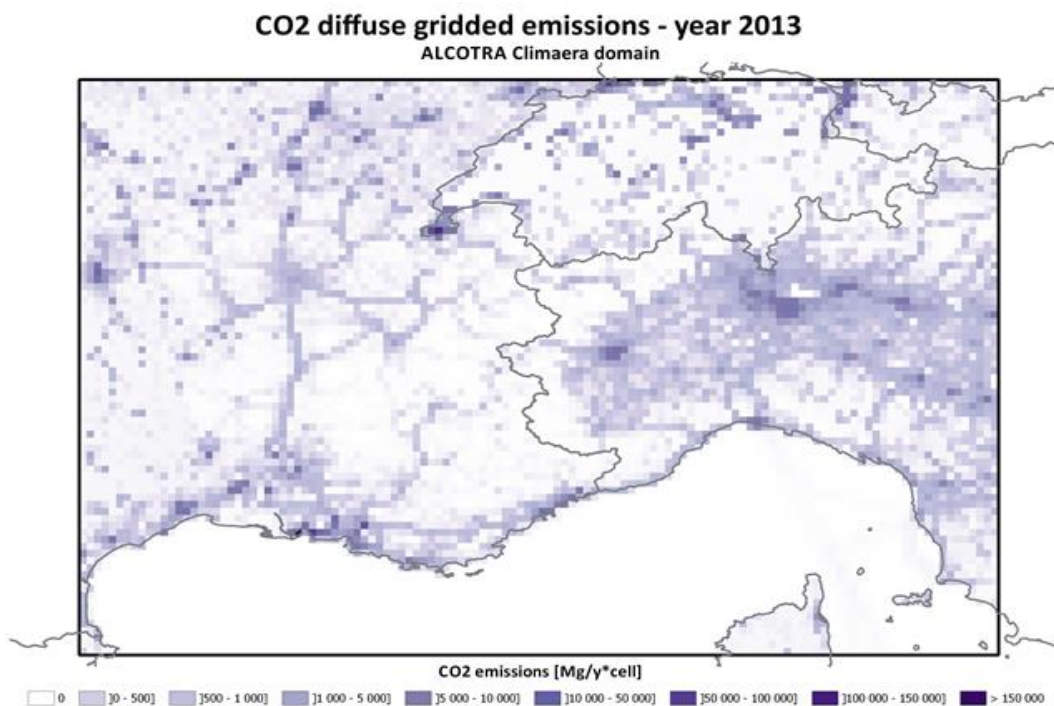 CO2 diffuse gridded emissions - year 2013
ALCOTRA Climaera domain
CO2 emissions [Mg/y*cell]
0 ]0 - 500] ]500 - 1 000] ]1 000 - 5 000] ]5 000 - 10 000] ]10 000 - 50 000] ]50 000 - 100 000] ]100 000 - 150 000] > 150 000